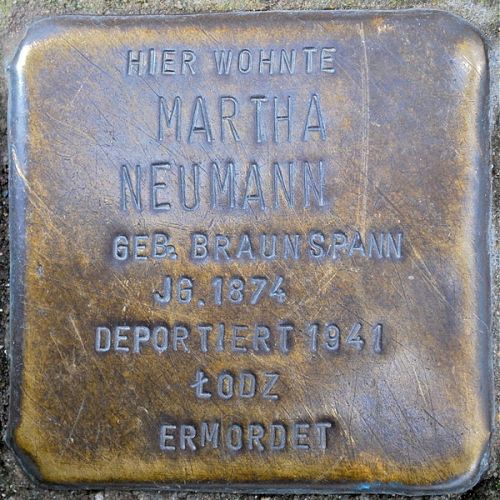 HIER WOHNTE
MARTHA
NEUMANN
GEB. BRAUNSPANN
JG. 1874
DEPORTIERT 1941
ŁODZ
ERMORDET